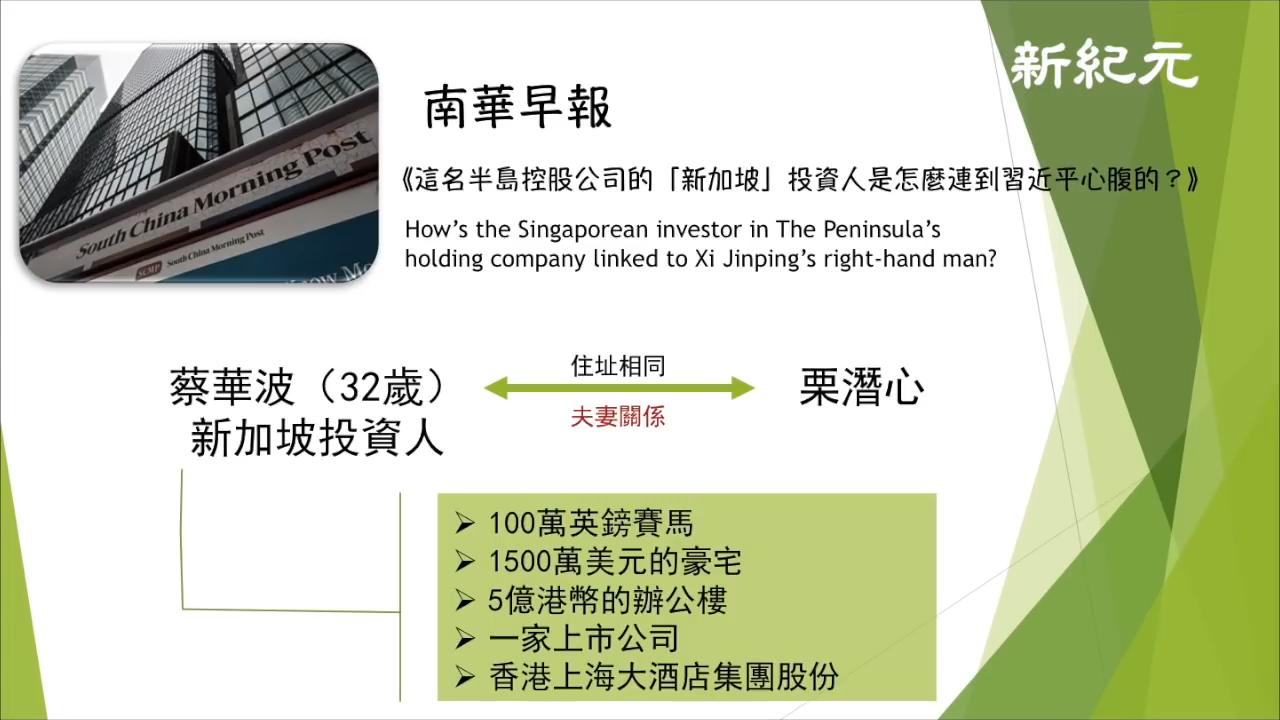 新紀元
South China Morning Post
SCMP South China Morning Post
南華早報
《這名半島控股公司的「新加坡」投資人是怎麼連到習近平心腹的？》
How's the Singaporean investor in The Peninsula's
holding company linked to Xi Jinping's right-hand man?
蔡華波（32歲）
新加坡投資人
住址相同
夫妻關係
栗潛心
➢ 100萬英鎊賽馬
➢ 1500萬美元的豪宅
➢ 5億港幣的辦公樓
➢ 一家上市公司
➢ 香港上海大酒店集團股份